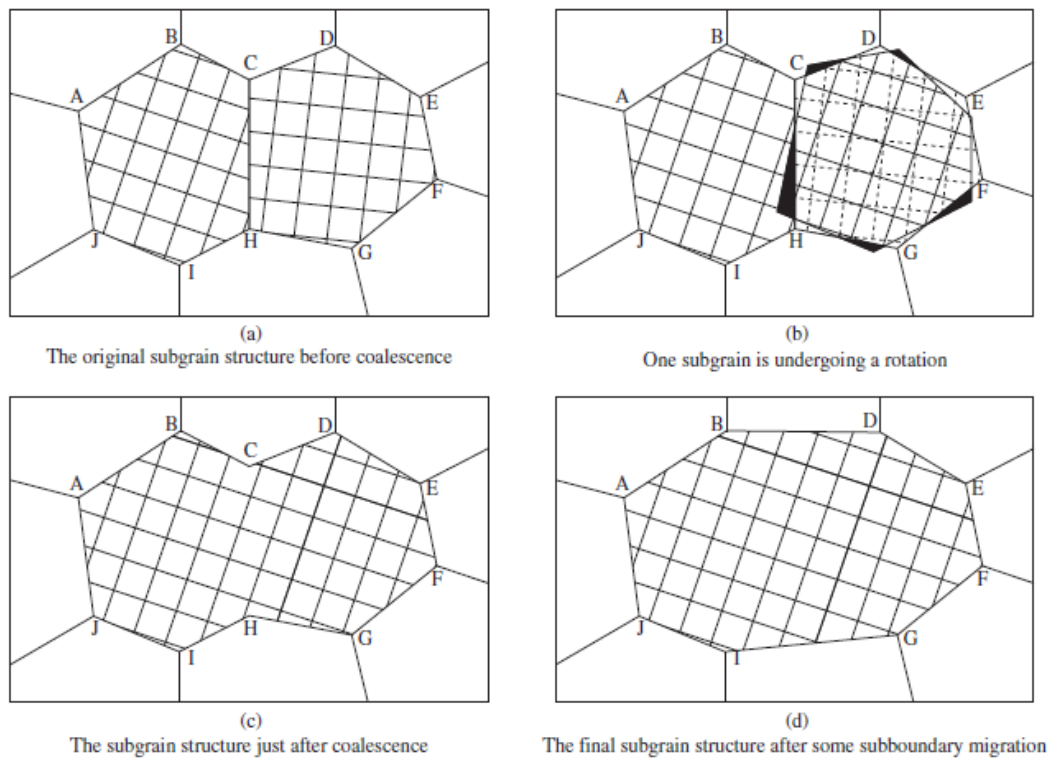 B
C
D
A
E
F
J
H
I
G
(a)
The original subgrain structure before coalescence
B
C
D
A
E
F
J
H
I
G
(b)
One subgrain is undergoing a rotation
B
C
D
A
E
F
J
H
I
G
(c)
The subgrain structure just after coalescence
B
D
A
E
F
J
I
G
(d)
The final subgrain structure after some subboundary migration